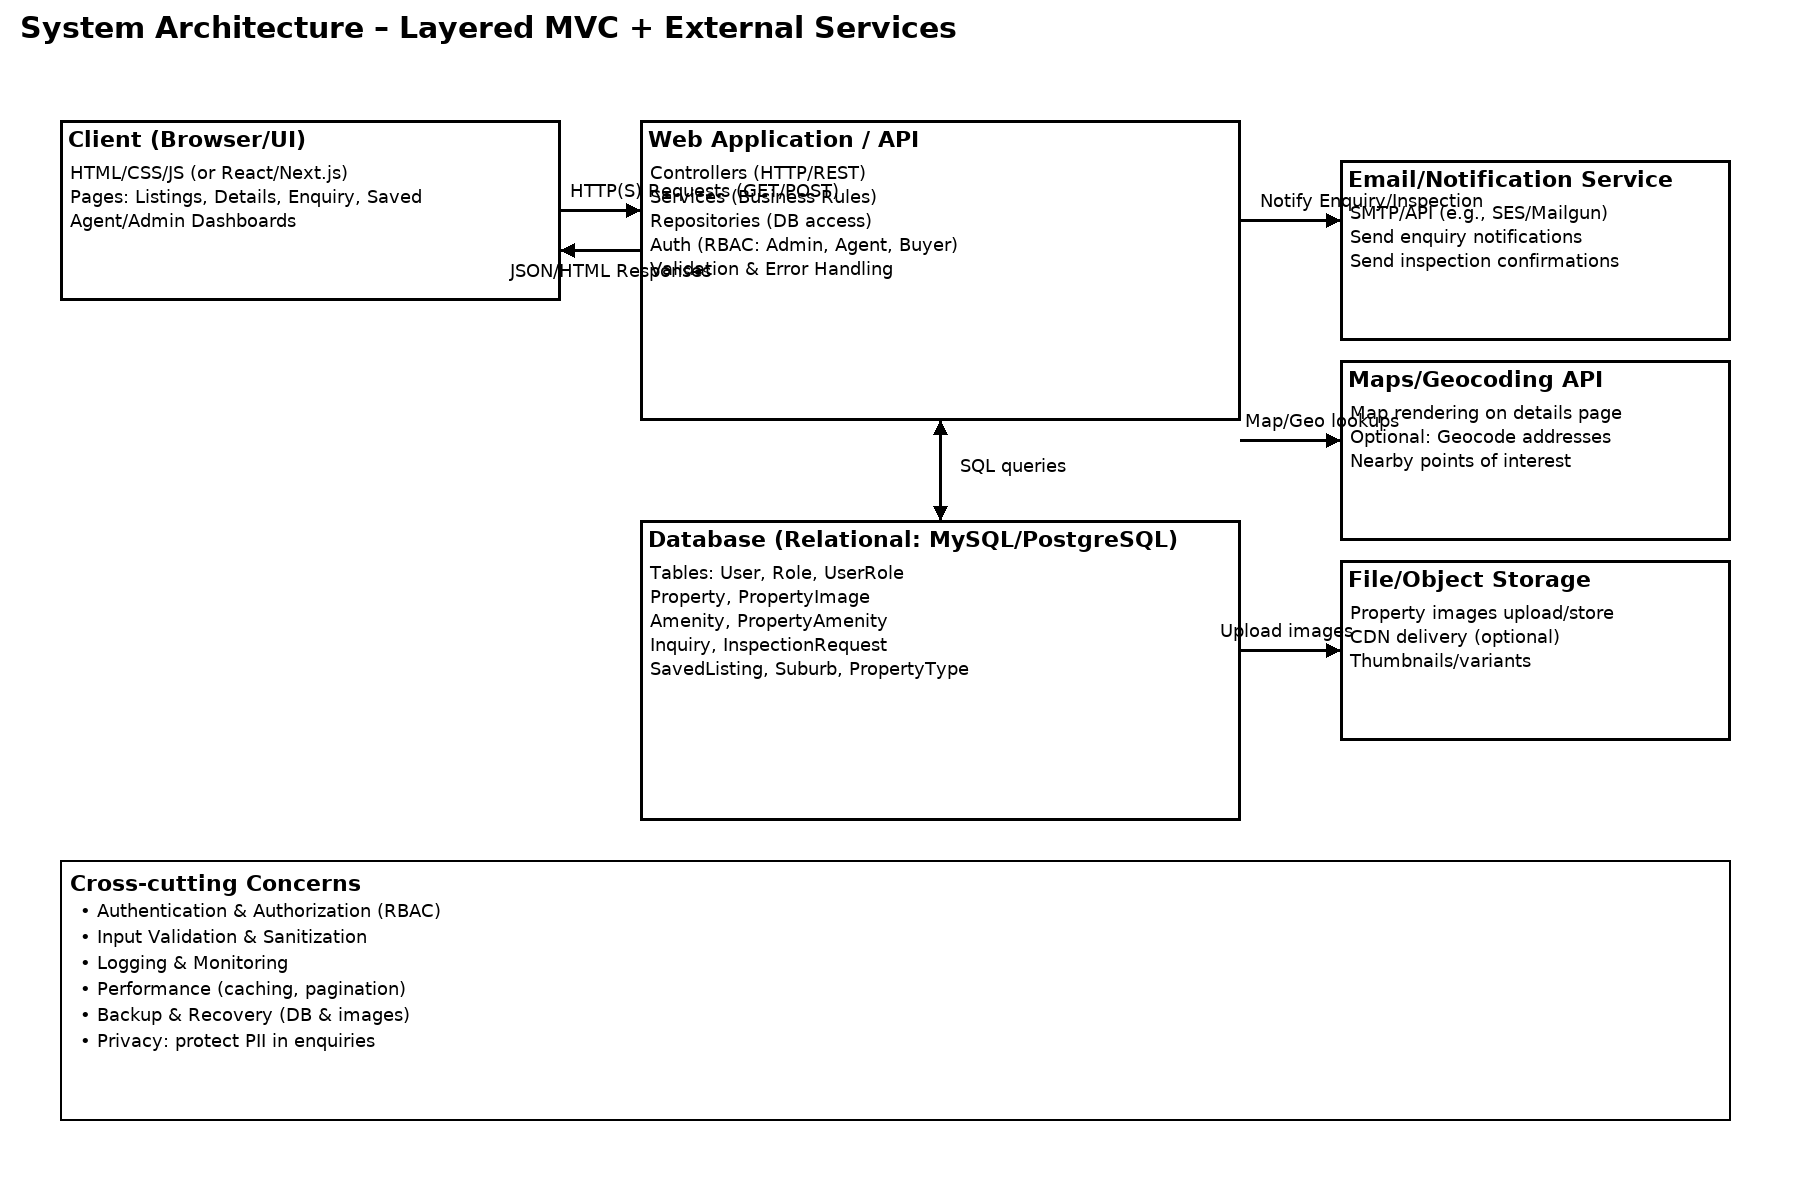 System Architecture – Layered MVC + External Services
Client (Browser/UI)
HTML/CSS/JS (or React/Next.js)
Pages: Listings, Details, Enquiry, Saved
Agent/Admin Dashboards
HTTP(S) Requests (GET/POST)
JSON/HTML Responses
Web Application / API
Controllers (HTTP/REST)
Services (Business Rules)
Repositories (DB access)
Auth (RBAC: Admin, Agent, Buyer)
Validation & Error Handling
Notify Enquiry/Inspection
Email/Notification Service
SMTP/API (e.g., SES/Mailgun)
Send enquiry notifications
Send inspection confirmations
Map/Geo lookups
Maps/Geocoding API
Map rendering on details page
Optional: Geocode addresses
Nearby points of interest
SQL queries
Database (Relational: MySQL/PostgreSQL)
Tables: User, Role, UserRole
Property, PropertyImage
Amenity, PropertyAmenity
Inquiry, InspectionRequest
SavedListing, Suburb, PropertyType
Upload images
File/Object Storage
Property images upload/store
CDN delivery (optional)
Thumbnails/variants
Cross-cutting Concerns
• Authentication & Authorization (RBAC)
• Input Validation & Sanitization
• Logging & Monitoring
• Performance (caching, pagination)
• Backup & Recovery (DB & images)
• Privacy: protect PII in enquiries